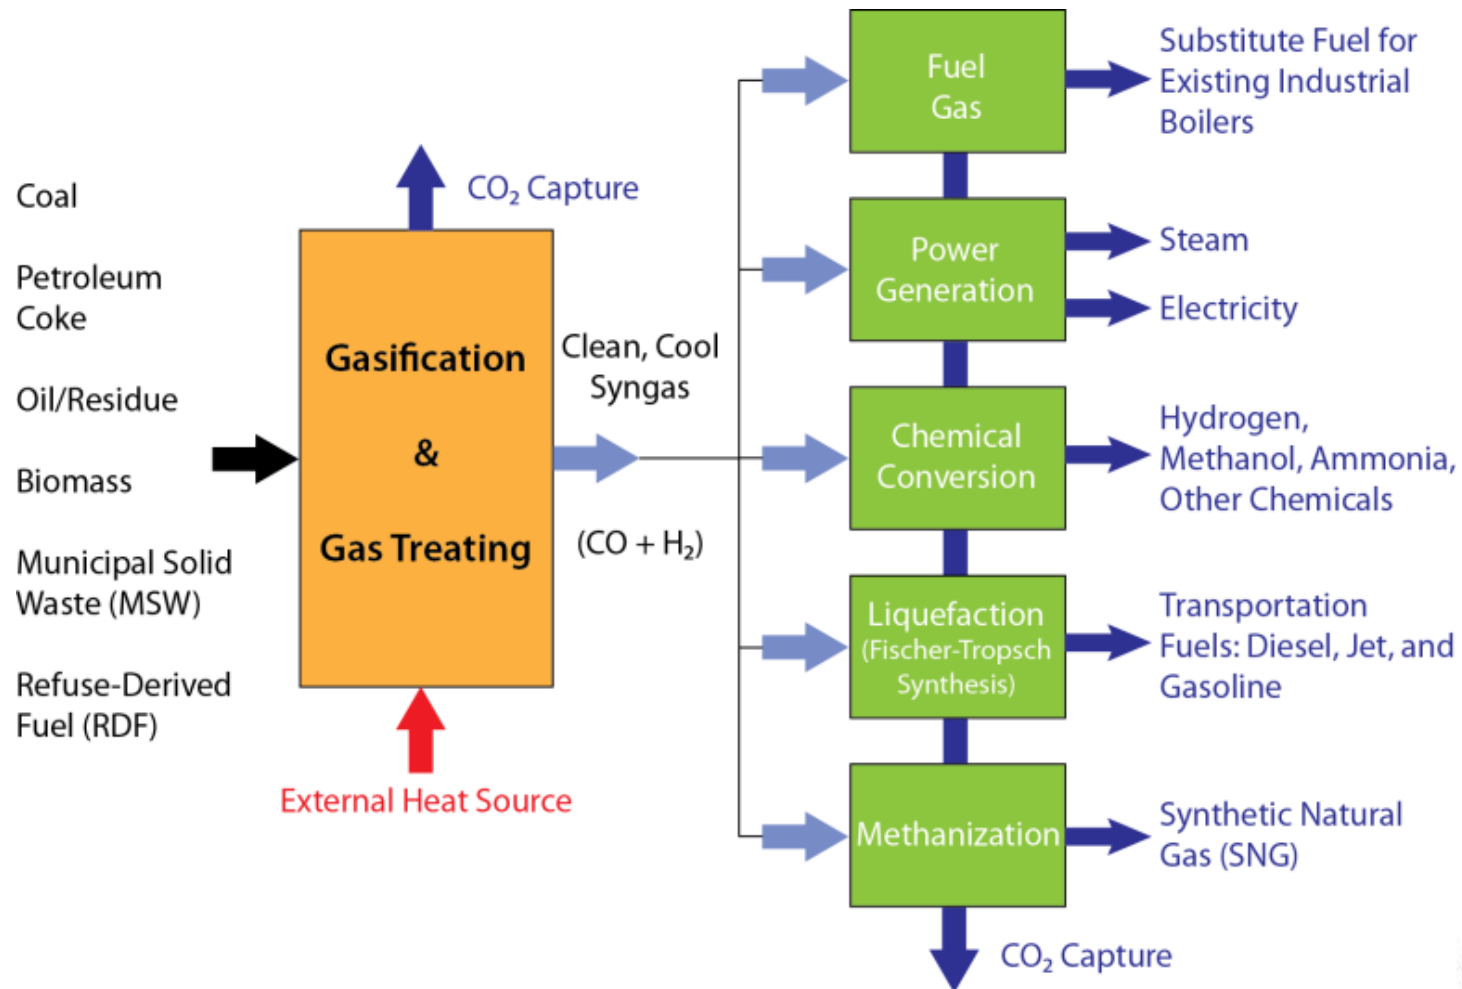 Coal
Petroleum
Coke
Oil/Residue
Biomass
Municipal Solid
Waste (MSW)
Refuse-Derived
Fuel (RDF)
CO₂ Capture
Gasification
&
Gas Treating
External Heat Source
Clean, Cool
Syngas
(CO + H₂)
Fuel
Gas
Substitute Fuel for
Existing Industrial
Boilers
Power
Generation
Steam
Electricity
Chemical
Conversion
Hydrogen,
Methanol, Ammonia,
Other Chemicals
Liquefaction
(Fischer-Tropsch
Synthesis)
Transportation
Fuels: Diesel, Jet, and
Gasoline
Methanization
Synthetic Natural
Gas (SNG)
CO₂ Capture